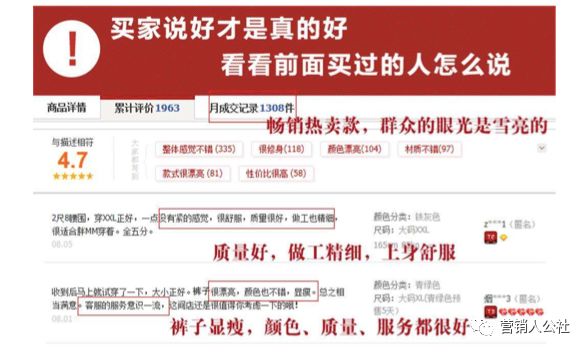 买家说好才是真的好
看看前面买过的人怎么说
商品详情 累计评价 1963 月成交记录 1308件
畅销热卖款，群众的眼光是雪亮的
与描述相符
4.7
大家都写到
整体感觉不错 (335) 很修身 (118) 颜色漂亮 (104) 材质不错 (97)
款式很漂亮 (81) 性价比很高 (58)
2尺8腰围，穿XXL正好，一点没有紧的感觉，很舒服，质量很好，做工也精细，
很适合胖MM穿着。全五分。
08.05
颜色分类：铁灰色
尺码：大码XXL
165cm
z***1（匿名）
质量好，做工精细，上身舒服
收到后马上就试穿了一下，大小正好。裤子很漂亮，颜色也不错，显瘦。总之相
当满意。客服的服务意识一流，这间店还是很值得你考虑一下的哦！
08.01
颜色分类：青绿色
尺码：大码XL(青绿色预
售5天)
烟***3（匿名）
裤子显瘦，颜色、质量、服务都很好
营销人公社